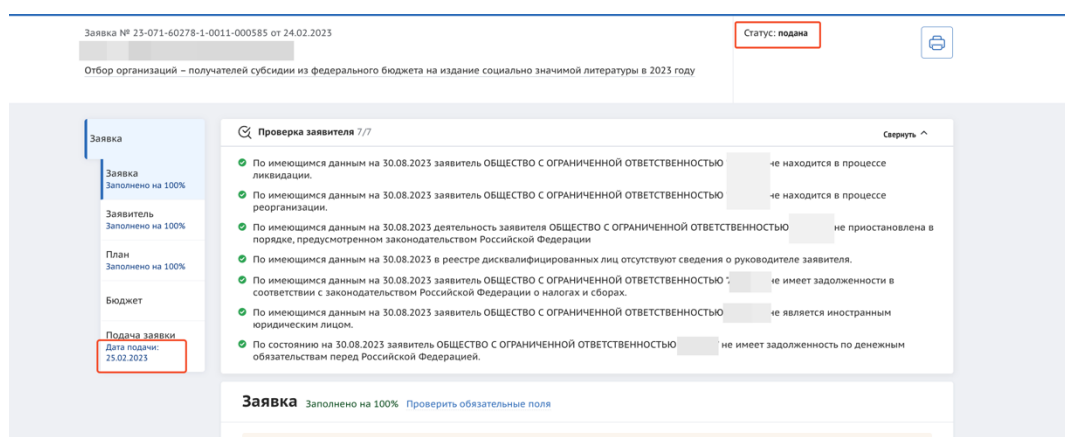 Заявка № 23-071-60278-1-0011-000585 от 24.02.2023
Статус: подана
Отбор организаций – получателей субсидии из федерального бюджета на издание социально значимой литературы в 2023 году
Заявка
Заявка
Заполнено на 100%
Заявитель
Заполнено на 100%
План
Заполнено на 100%
Бюджет
Подача заявки
Дата подачи:
25.02.2023
Проверка заявителя 7/7
Свернуть
По имеющимся данным на 30.08.2023 заявитель ОБЩЕСТВО С ОГРАНИЧЕННОЙ ОТВЕТСТВЕННОСТЬЮ не находится в процессе
ликвидации.
По имеющимся данным на 30.08.2023 заявитель ОБЩЕСТВО С ОГРАНИЧЕННОЙ ОТВЕТСТВЕННОСТЬЮ не находится в процессе
реорганизации.
По имеющимся данным на 30.08.2023 деятельность заявителя ОБЩЕСТВО С ОГРАНИЧЕННОЙ ОТВЕТСТВЕННОСТЬЮ не приостановлена в
порядке, предусмотренном законодательством Российской Федерации
По имеющимся данным на 30.08.2023 в реестре дисквалифицированных лиц отсутствуют сведения о руководителе заявителя.
По имеющимся данным на 30.08.2023 заявитель ОБЩЕСТВО С ОГРАНИЧЕННОЙ ОТВЕТСТВЕННОСТЬЮ не имеет задолженности в
соответствии с законодательством Российской Федерации о налогах и сборах.
По имеющимся данным на 30.08.2023 заявитель ОБЩЕСТВО С ОГРАНИЧЕННОЙ ОТВЕТСТВЕННОСТЬЮ не является иностранным
юридическим лицом.
По состоянию на 30.08.2023 заявитель ОБЩЕСТВО С ОГРАНИЧЕННОЙ ОТВЕТСТВЕННОСТЬЮ не имеет задолженность по денежным
обязательствам перед Российской Федерацией.
Заявка Заполнено на 100% Проверить обязательные поля